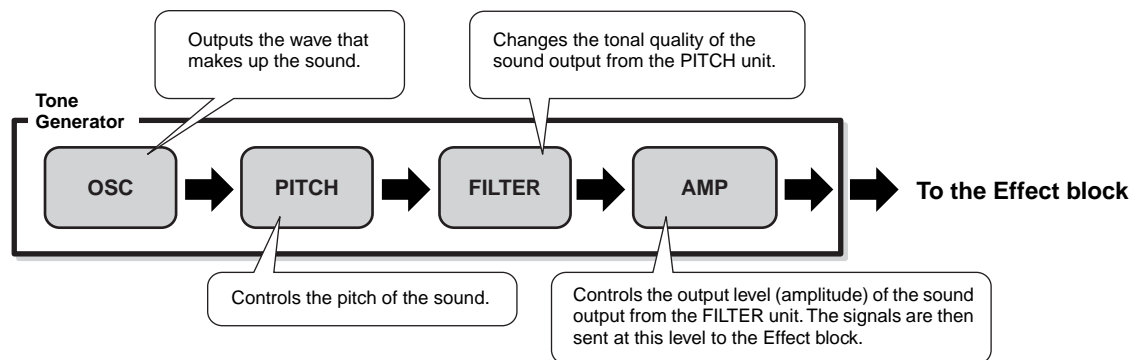 Outputs the wave that
makes up the sound.
Changes the tonal quality of the
sound output from the PITCH unit.
Tone
Generator
OSC
PITCH
FILTER
AMP
To the Effect block
Controls the pitch of the sound.
Controls the output level (amplitude) of the sound
output from the FILTER unit. The signals are then
sent at this level to the Effect block.